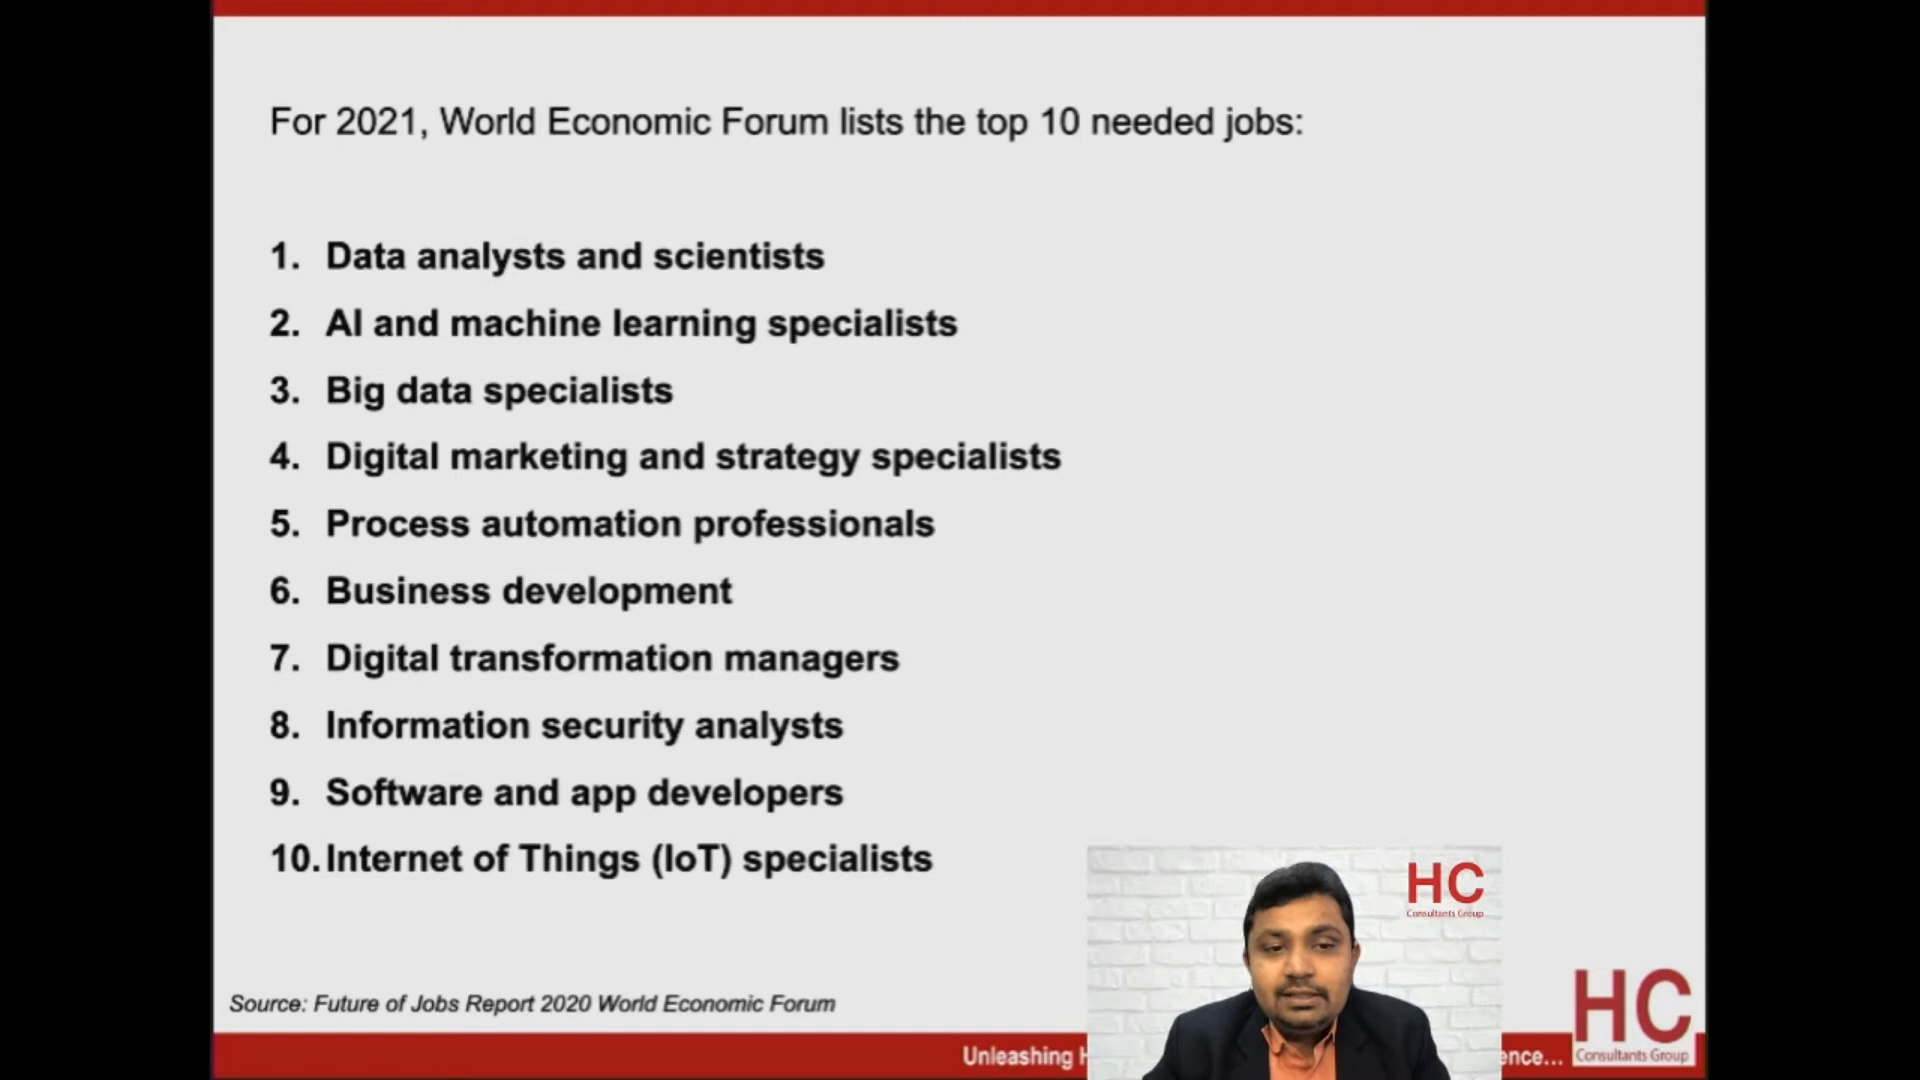 For 2021, World Economic Forum lists the top 10 needed jobs:
1. Data analysts and scientists
2. AI and machine learning specialists
3. Big data specialists
4. Digital marketing and strategy specialists
5. Process automation professionals
6. Business development
7. Digital transformation managers
8. Information security analysts
9. Software and app developers
10. Internet of Things (IoT) specialists
HC
Consultants Group
Source: Future of Jobs Report 2020 World Economic Forum
HC
Consultants Group
Unleashing